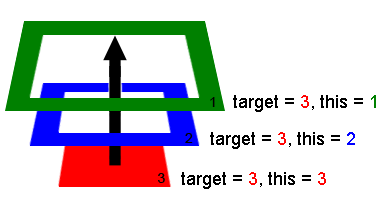 1 target = 3, this = 1
2 target = 3, this = 2
3 target = 3, this = 3